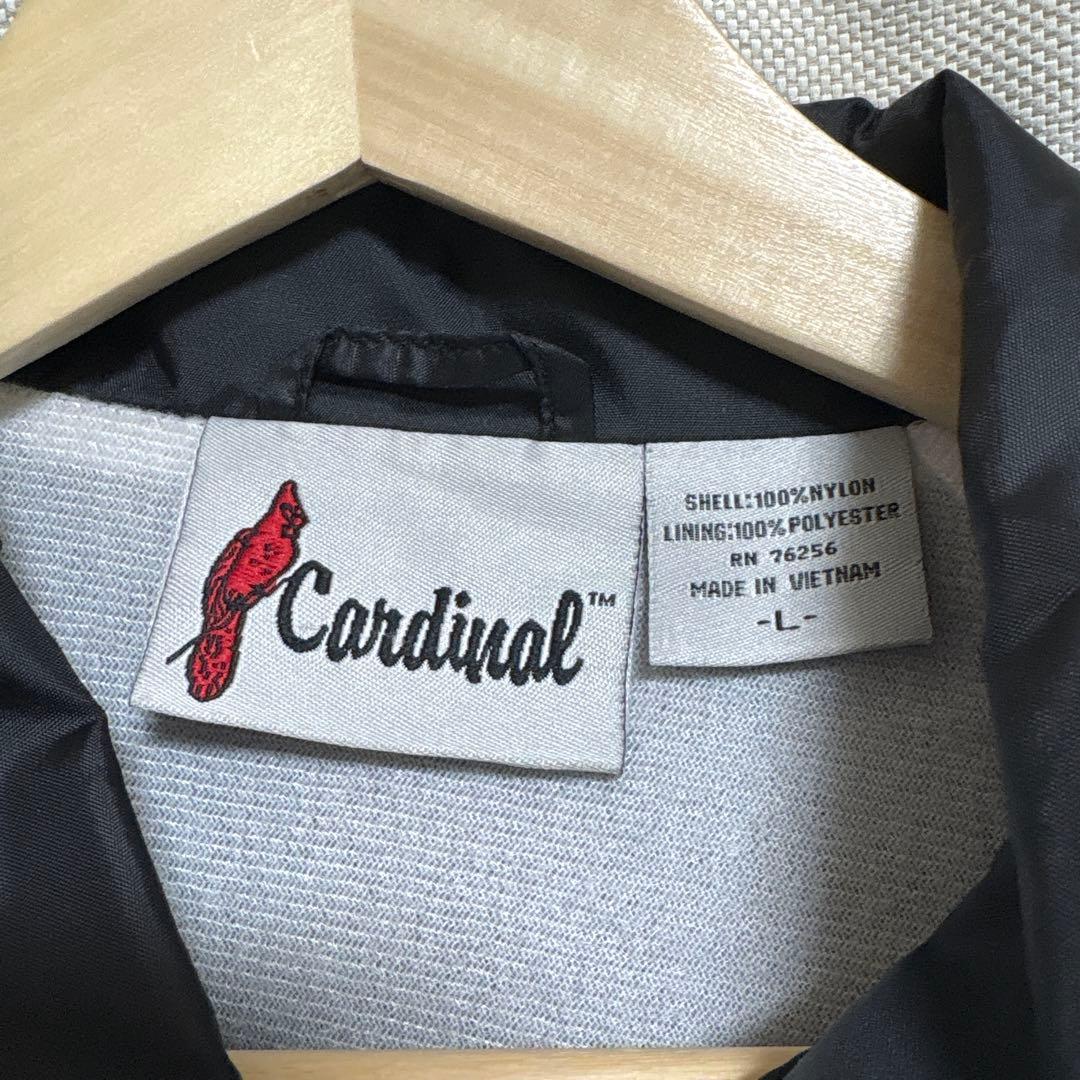 Cardinal™
SHELL:100%NYLON
LINING:100%POLYESTER
RN 76256
MADE IN VIETNAM
-L-